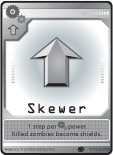 Skewer
1 step per power.
Killed zombies become shields.